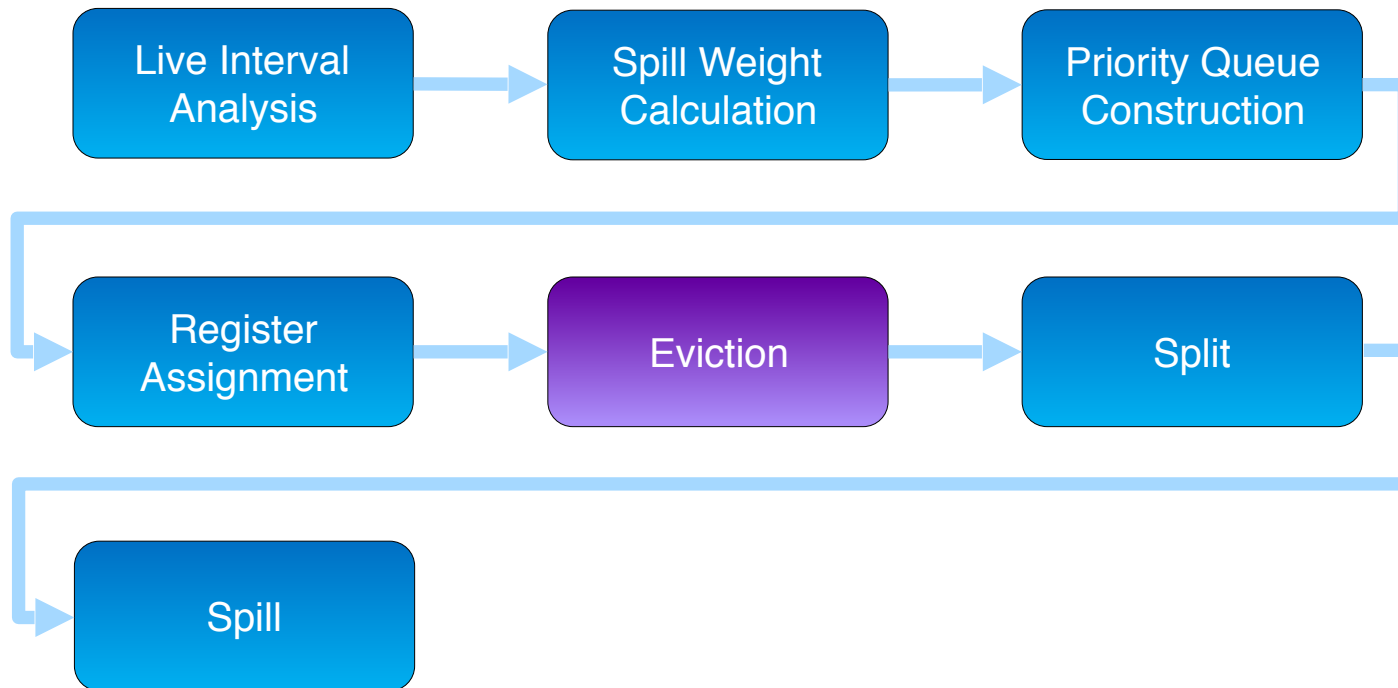 Live Interval
Analysis
Spill Weight
Calculation
Priority Queue
Construction
Register
Assignment
Eviction
Split
Spill